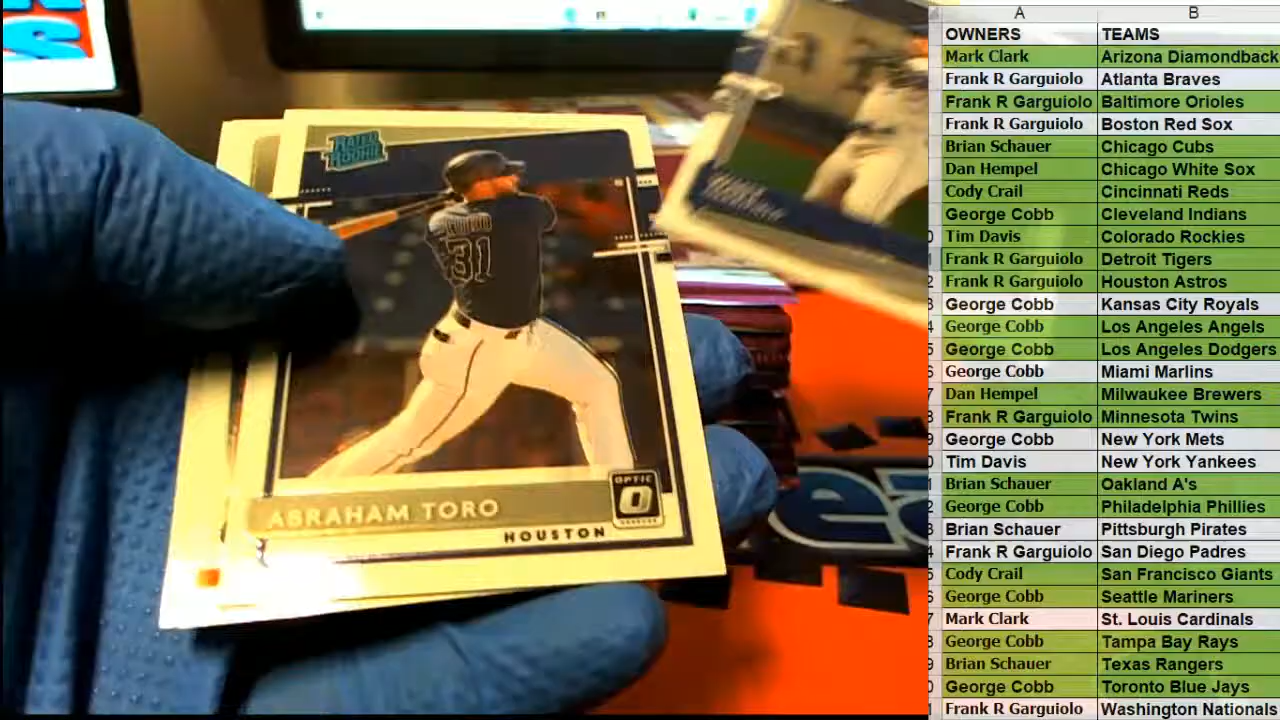 RATED
ROOKIE
31
ABRAHAM TORO
OPTIC
HOUSTON
A B
OWNERS TEAMS
Mark Clark Arizona Diamondback
Frank R Garguiolo Atlanta Braves
Frank R Garguiolo Baltimore Orioles
Frank R Garguiolo Boston Red Sox
Brian Schauer Chicago Cubs
Dan Hempel Chicago White Sox
Cody Crail Cincinnati Reds
George Cobb Cleveland Indians
Tim Davis Colorado Rockies
Frank R Garguiolo Detroit Tigers
Frank R Garguiolo Houston Astros
George Cobb Kansas City Royals
George Cobb Los Angeles Angels
George Cobb Los Angeles Dodgers
George Cobb Miami Marlins
Dan Hempel Milwaukee Brewers
Frank R Garguiolo Minnesota Twins
George Cobb New York Mets
Tim Davis New York Yankees
Brian Schauer Oakland A's
George Cobb Philadelphia Phillies
Brian Schauer Pittsburgh Pirates
Frank R Garguiolo San Diego Padres
Cody Crail San Francisco Giants
George Cobb Seattle Mariners
Mark Clark St. Louis Cardinals
George Cobb Tampa Bay Rays
Brian Schauer Texas Rangers
George Cobb Toronto Blue Jays
Frank R Garguiolo Washington Nationals